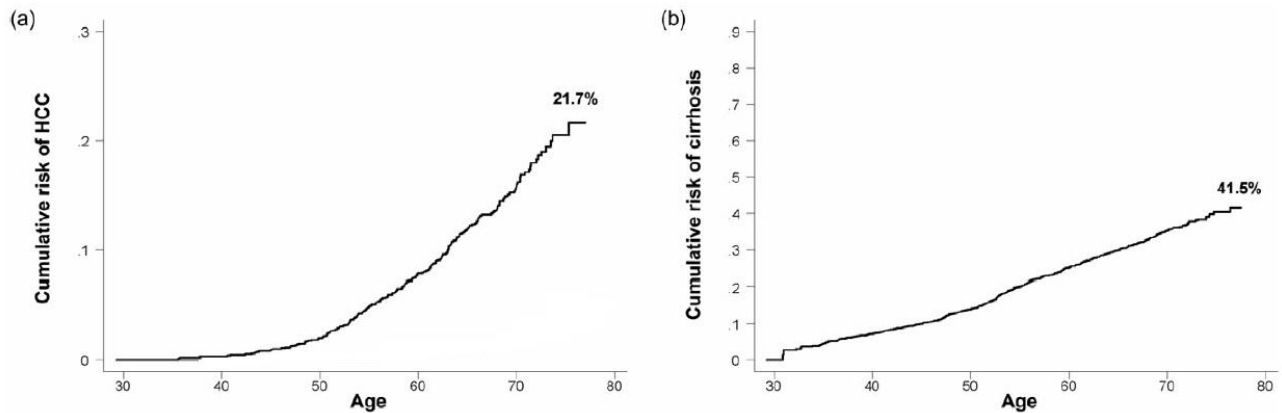 (a)
Cumulative risk of HCC
.3
.2
.1
0
21.7%
30 40 50 60 70 80
Age
(b)
Cumulative risk of cirrhosis
.9
.8
.7
.6
.5
.4
.3
.2
.1
0
41.5%
30 40 50 60 70 80
Age